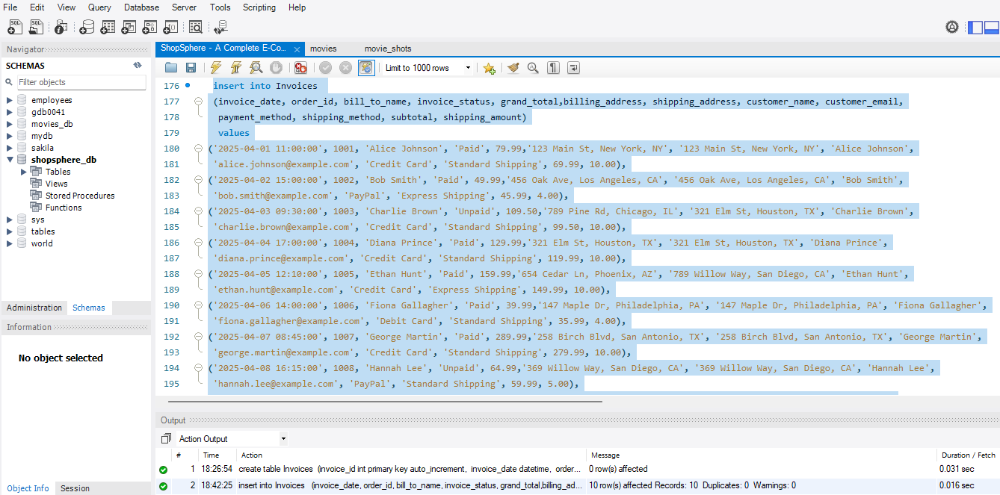 File Edit View Query Database Server Tools Scripting Help
Navigator
SCHEMAS
Filter objects
employees
gdb0041
movies_db
mydb
sakila
shopsphere_db
Tables
Views
Stored Procedures
Functions
sys
tables
world
Administration Schemas
Information
No object selected
Object Info Session
ShopSphere - A Complete E-Co... movies movie_shots
Limit to 1000 rows
176 insert into Invoices
177 (invoice_date, order_id, bill_to_name, invoice_status, grand_total,billing_address, shipping_address, customer_name, customer_email,
178 payment_method, shipping_method, subtotal, shipping_amount)
179 values
180 ('2025-04-01 11:00:00', 1001, 'Alice Johnson', 'Paid', 79.99,'123 Main St, New York, NY', '123 Main St, New York, NY', 'Alice Johnson',
181 'alice.johnson@example.com', 'Credit Card', 'Standard Shipping', 69.99, 10.00),
182 ('2025-04-02 15:00:00', 1002, 'Bob Smith', 'Paid', 49.99,'456 Oak Ave, Los Angeles, CA', '456 Oak Ave, Los Angeles, CA', 'Bob Smith',
183 'bob.smith@example.com', 'PayPal', 'Express Shipping', 45.99, 4.00),
184 ('2025-04-03 09:30:00', 1003, 'Charlie Brown', 'Unpaid', 109.50,'789 Pine Rd, Chicago, IL', '321 Elm St, Houston, TX', 'Charlie Brown',
185 'charlie.brown@example.com', 'Credit Card', 'Standard Shipping', 99.50, 10.00),
186 ('2025-04-04 17:00:00', 1004, 'Diana Prince', 'Paid', 129.99,'321 Elm St, Houston, TX', '321 Elm St, Houston, TX', 'Diana Prince',
187 'diana.prince@example.com', 'Credit Card', 'Standard Shipping', 119.99, 10.00),
188 ('2025-04-05 12:10:00', 1005, 'Ethan Hunt', 'Paid', 159.99,'654 Cedar Ln, Phoenix, AZ', '789 Willow Way, San Diego, CA', 'Ethan Hunt',
189 'ethan.hunt@example.com', 'Credit Card', 'Express Shipping', 149.99, 10.00),
190 ('2025-04-06 14:00:00', 1006, 'Fiona Gallagher', 'Paid', 39.99,'147 Maple Dr, Philadelphia, PA', '147 Maple Dr, Philadelphia, PA', 'Fiona Gallagher',
191 'fiona.gallagher@example.com', 'Debit Card', 'Standard Shipping', 35.99, 4.00),
192 ('2025-04-07 08:45:00', 1007, 'George Martin', 'Paid', 289.99,'258 Birch Blvd, San Antonio, TX', '258 Birch Blvd, San Antonio, TX', 'George Martin',
193 'george.martin@example.com', 'Credit Card', 'Standard Shipping', 279.99, 10.00),
194 ('2025-04-08 16:15:00', 1008, 'Hannah Lee', 'Unpaid', 64.99,'369 Willow Way, San Diego, CA', '369 Willow Way, San Diego, CA', 'Hannah Lee',
195 'hannah.lee@example.com', 'PayPal', 'Standard Shipping', 59.99, 5.00),
Output
Action Output
# Time Action Message Duration / Fetch
1 18:26:54 create table Invoices (invoice_id int primary key auto_increment, invoice_date datetime, order... 0 row(s) affected 0.031 sec
2 18:42:25 insert into Invoices (invoice_date, order_id, bill_to_name, invoice_status, grand_total,billing_ad... 10 row(s) affected Records: 10 Duplicates: 0 Warnings: 0 0.016 sec